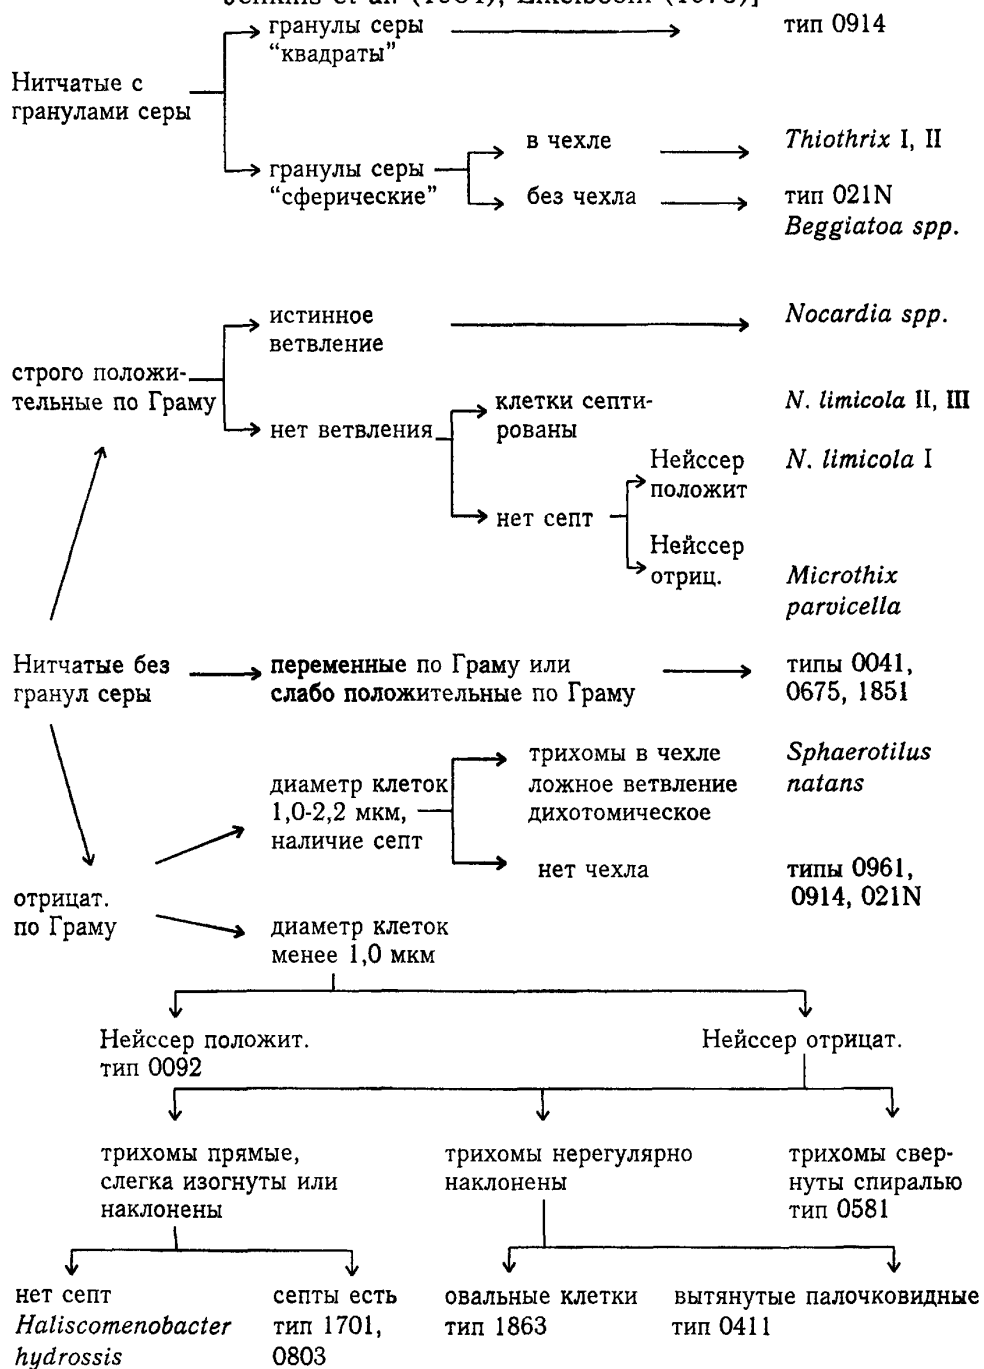 гранулы серы
"квадраты"
тип 0914
Нитчатые с
гранулами серы
гранулы серы
"сферические"
в чехле
Thiothrix I, II
без чехла
тип 021N
Beggiatoa spp.
истинное
ветвление
Nocardia spp.
строго положи-
тельные по Граму
нет ветвления
клетки септи-
рованы
N. limicola II, III
нет септ
Нейссер
положит
N. limicola I
Нейссер
отриц.
Microthix
parvicella
Нитчатые без
гранул серы
переменные по Граму или
слабо положительные по Граму
типы 0041,
0675, 1851
отрицат.
по Граму
диаметр клеток
1,0-2,2 мкм,
наличие септ
трихомы в чехле
ложное ветвление
дихотомическое
Sphaerotilus
natans
нет чехла
типы 0961,
0914, 021N
диаметр клеток
менее 1,0 мкм
Нейссер положит.
тип 0092
Нейссер отрицат.
трихомы прямые,
слегка изогнуты или
наклонены
трихомы нерегулярно
наклонены
трихомы свер-
нуты спиралью
тип 0581
нет септ
Haliscomenobacter
hydrossis
септы есть
тип 1701,
0803
овальные клетки
тип 1863
вытянутые палочковидные
тип 0411